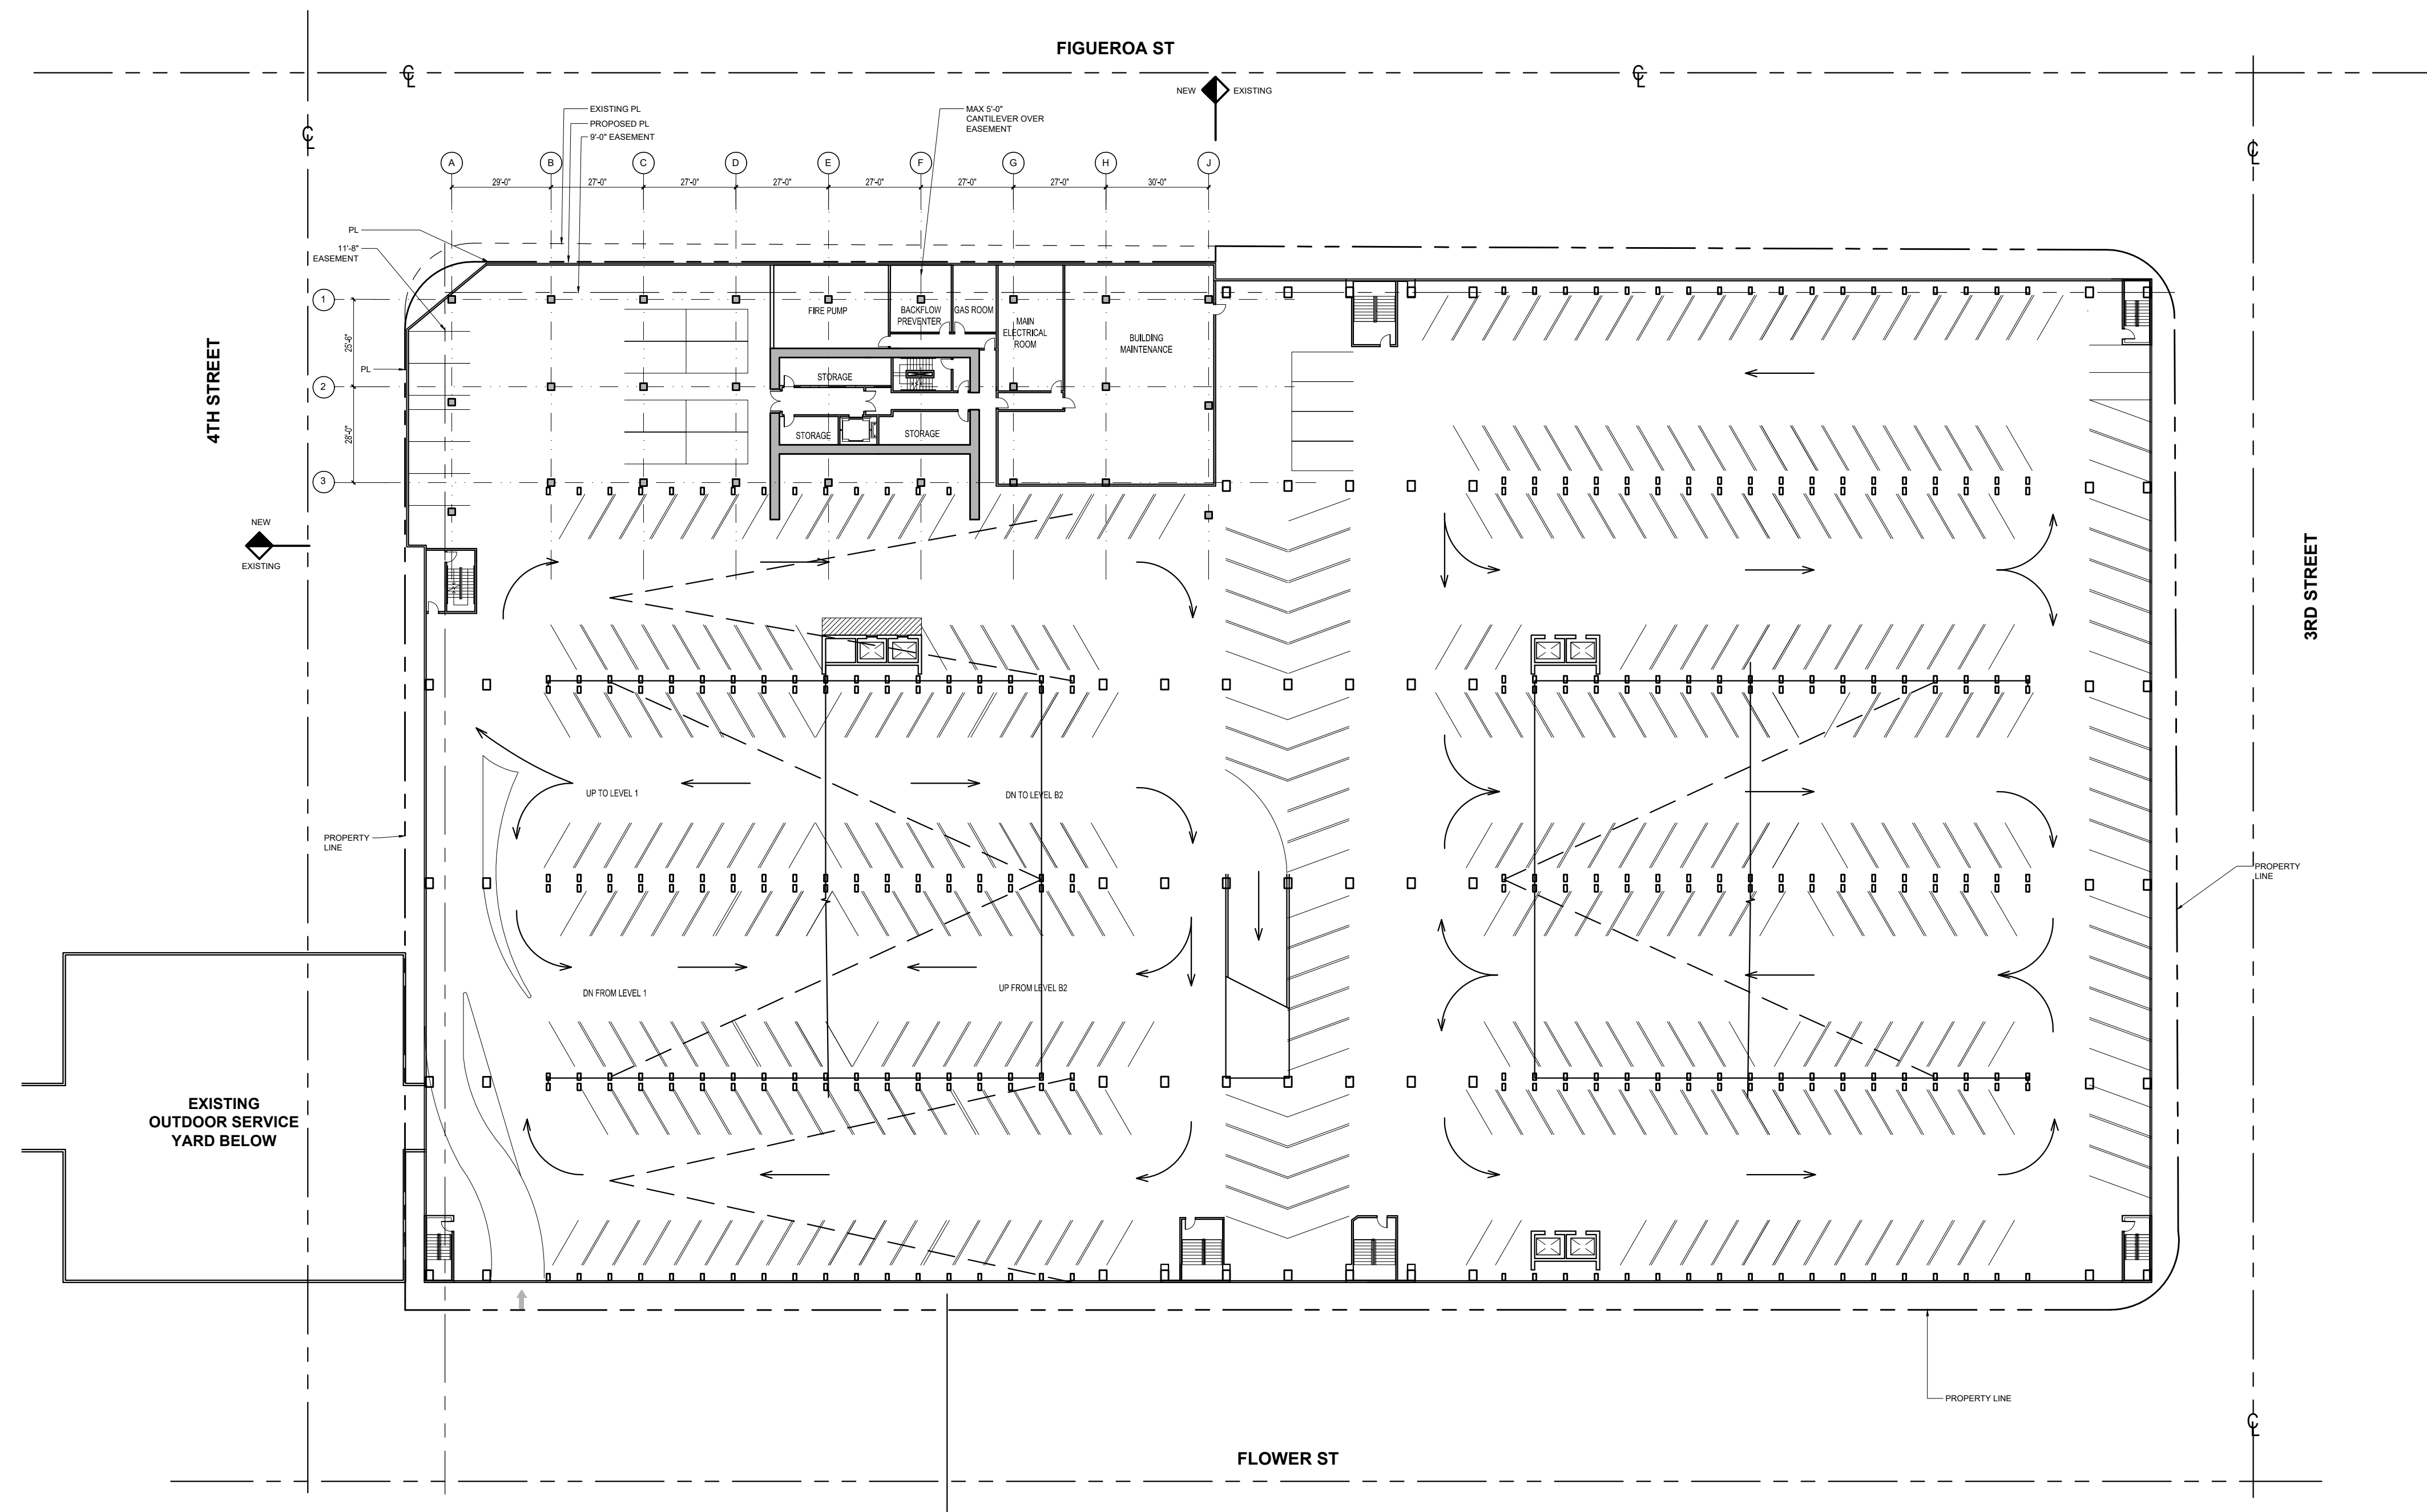 FIGUEROA ST
NEW
EXISTING
EXISTING PL
PROPOSED PL
9'-0" EASEMENT
MAX 5'-0"
CANTILEVER OVER
EASEMENT
A
B
C
D
E
F
G
H
J
29'-0"
27'-0"
27'-0"
27'-0"
27'-0"
27'-0"
27'-0"
30'-0"
PL
11'-8"
EASEMENT
1
2
3
25'-6"
28'-0"
PL
4TH STREET
3RD STREET
FIRE PUMP
BACKFLOW
PREVENTER
GAS ROOM
MAIN
ELECTRICAL
ROOM
BUILDING
MAINTENANCE
STORAGE
STORAGE
STORAGE
NEW
EXISTING
UP TO LEVEL 1
DN TO LEVEL B2
PROPERTY
LINE
PROPERTY
LINE
DN FROM LEVEL 1
UP FROM LEVEL B2
EXISTING
OUTDOOR SERVICE
YARD BELOW
PROPERTY LINE
FLOWER ST